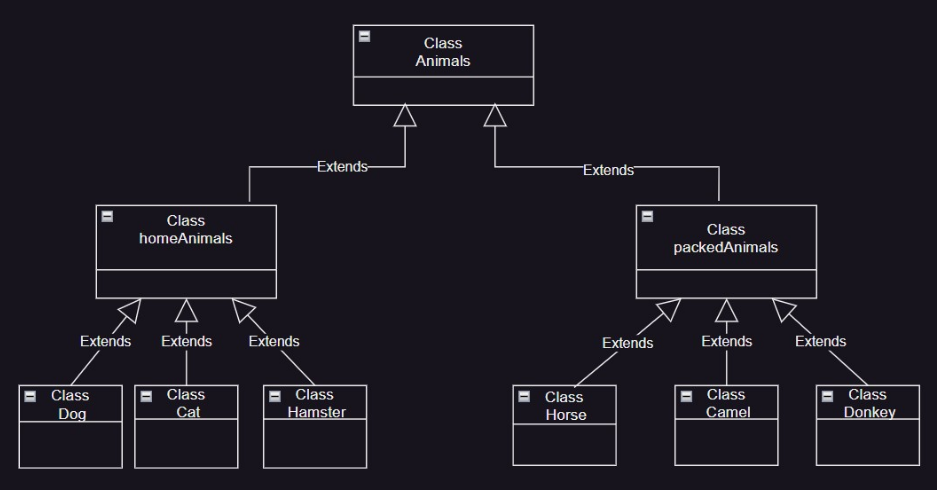 Class
Animals
Extends
Extends
Class
homeAnimals
Class
packedAnimals
Extends
Extends
Extends
Extends
Extends
Extends
Class
Dog
Class
Cat
Class
Hamster
Class
Horse
Class
Camel
Class
Donkey